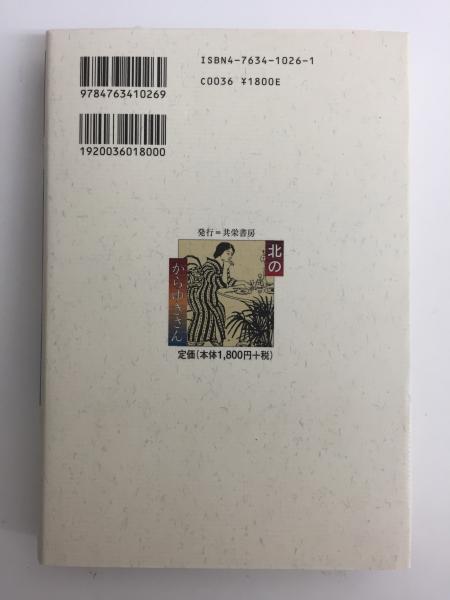 ISBN4-7634-1026-1
C0036 ¥1800E
9784763410269
1920036018000
発行=共栄書房
北の
からゆきさん
定価(本体1,800円+税)